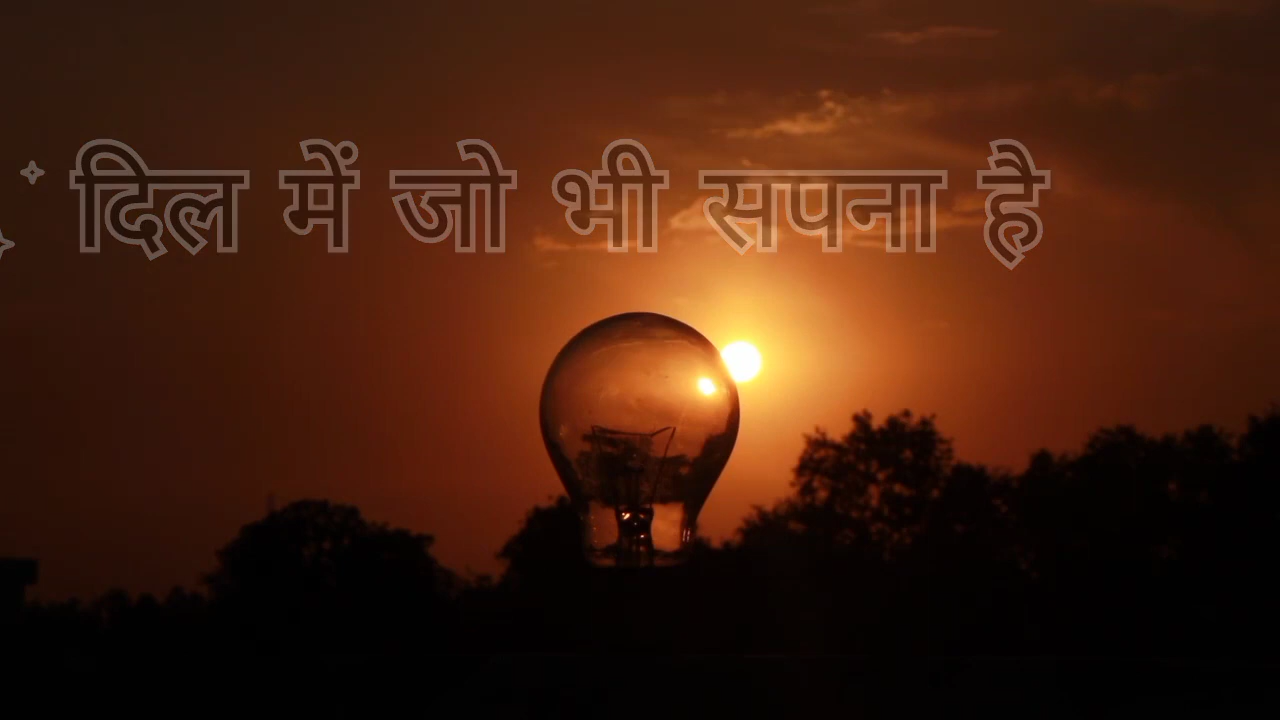 दिल में जो भी सपना है